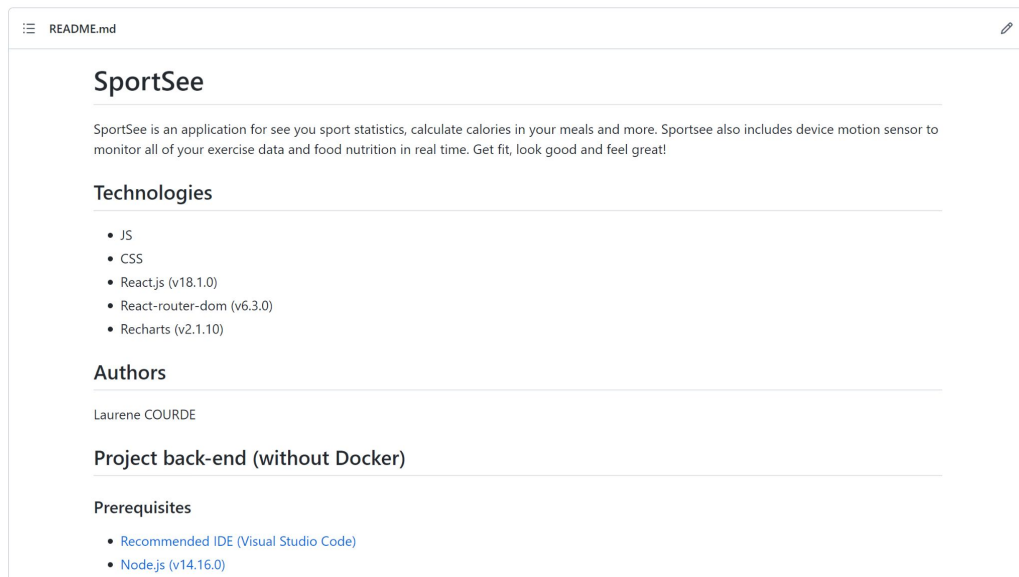 README.md
SportSee
SportSee is an application for see you sport statistics, calculate calories in your meals and more. Sportsee also includes device motion sensor to
monitor all of your exercise data and food nutrition in real time. Get fit, look good and feel great!
Technologies
JS
CSS
React.js (v18.1.0)
React-router-dom (v6.3.0)
Recharts (v2.1.10)
Authors
Laurene COURDE
Project back-end (without Docker)
Prerequisites
Recommended IDE (Visual Studio Code)
Node.js (v14.16.0)